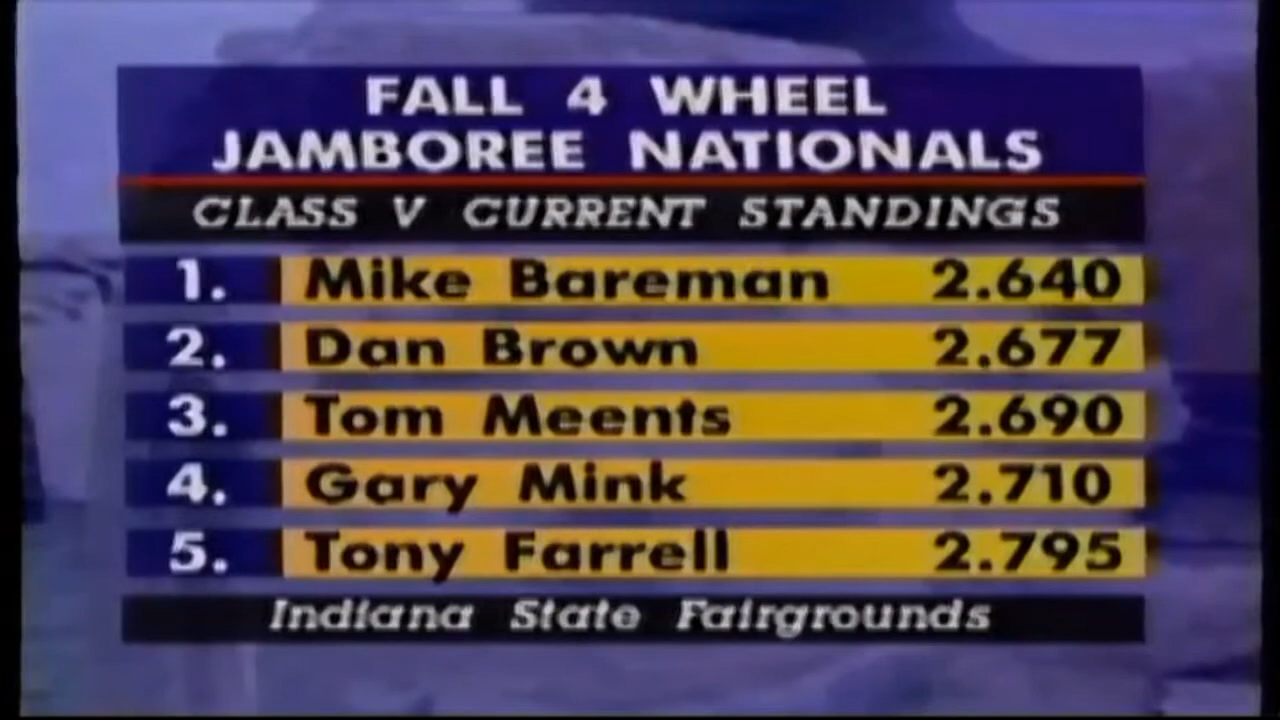 FALL 4 WHEEL
JAMBOREE NATIONALS
CLASS V CURRENT STANDINGS
1. Mike Bareman 2.640
2. Dan Brown 2.677
3. Tom Meents 2.690
4. Gary Mink 2.710
5. Tony Farrell 2.795
Indiana State Fairgrounds